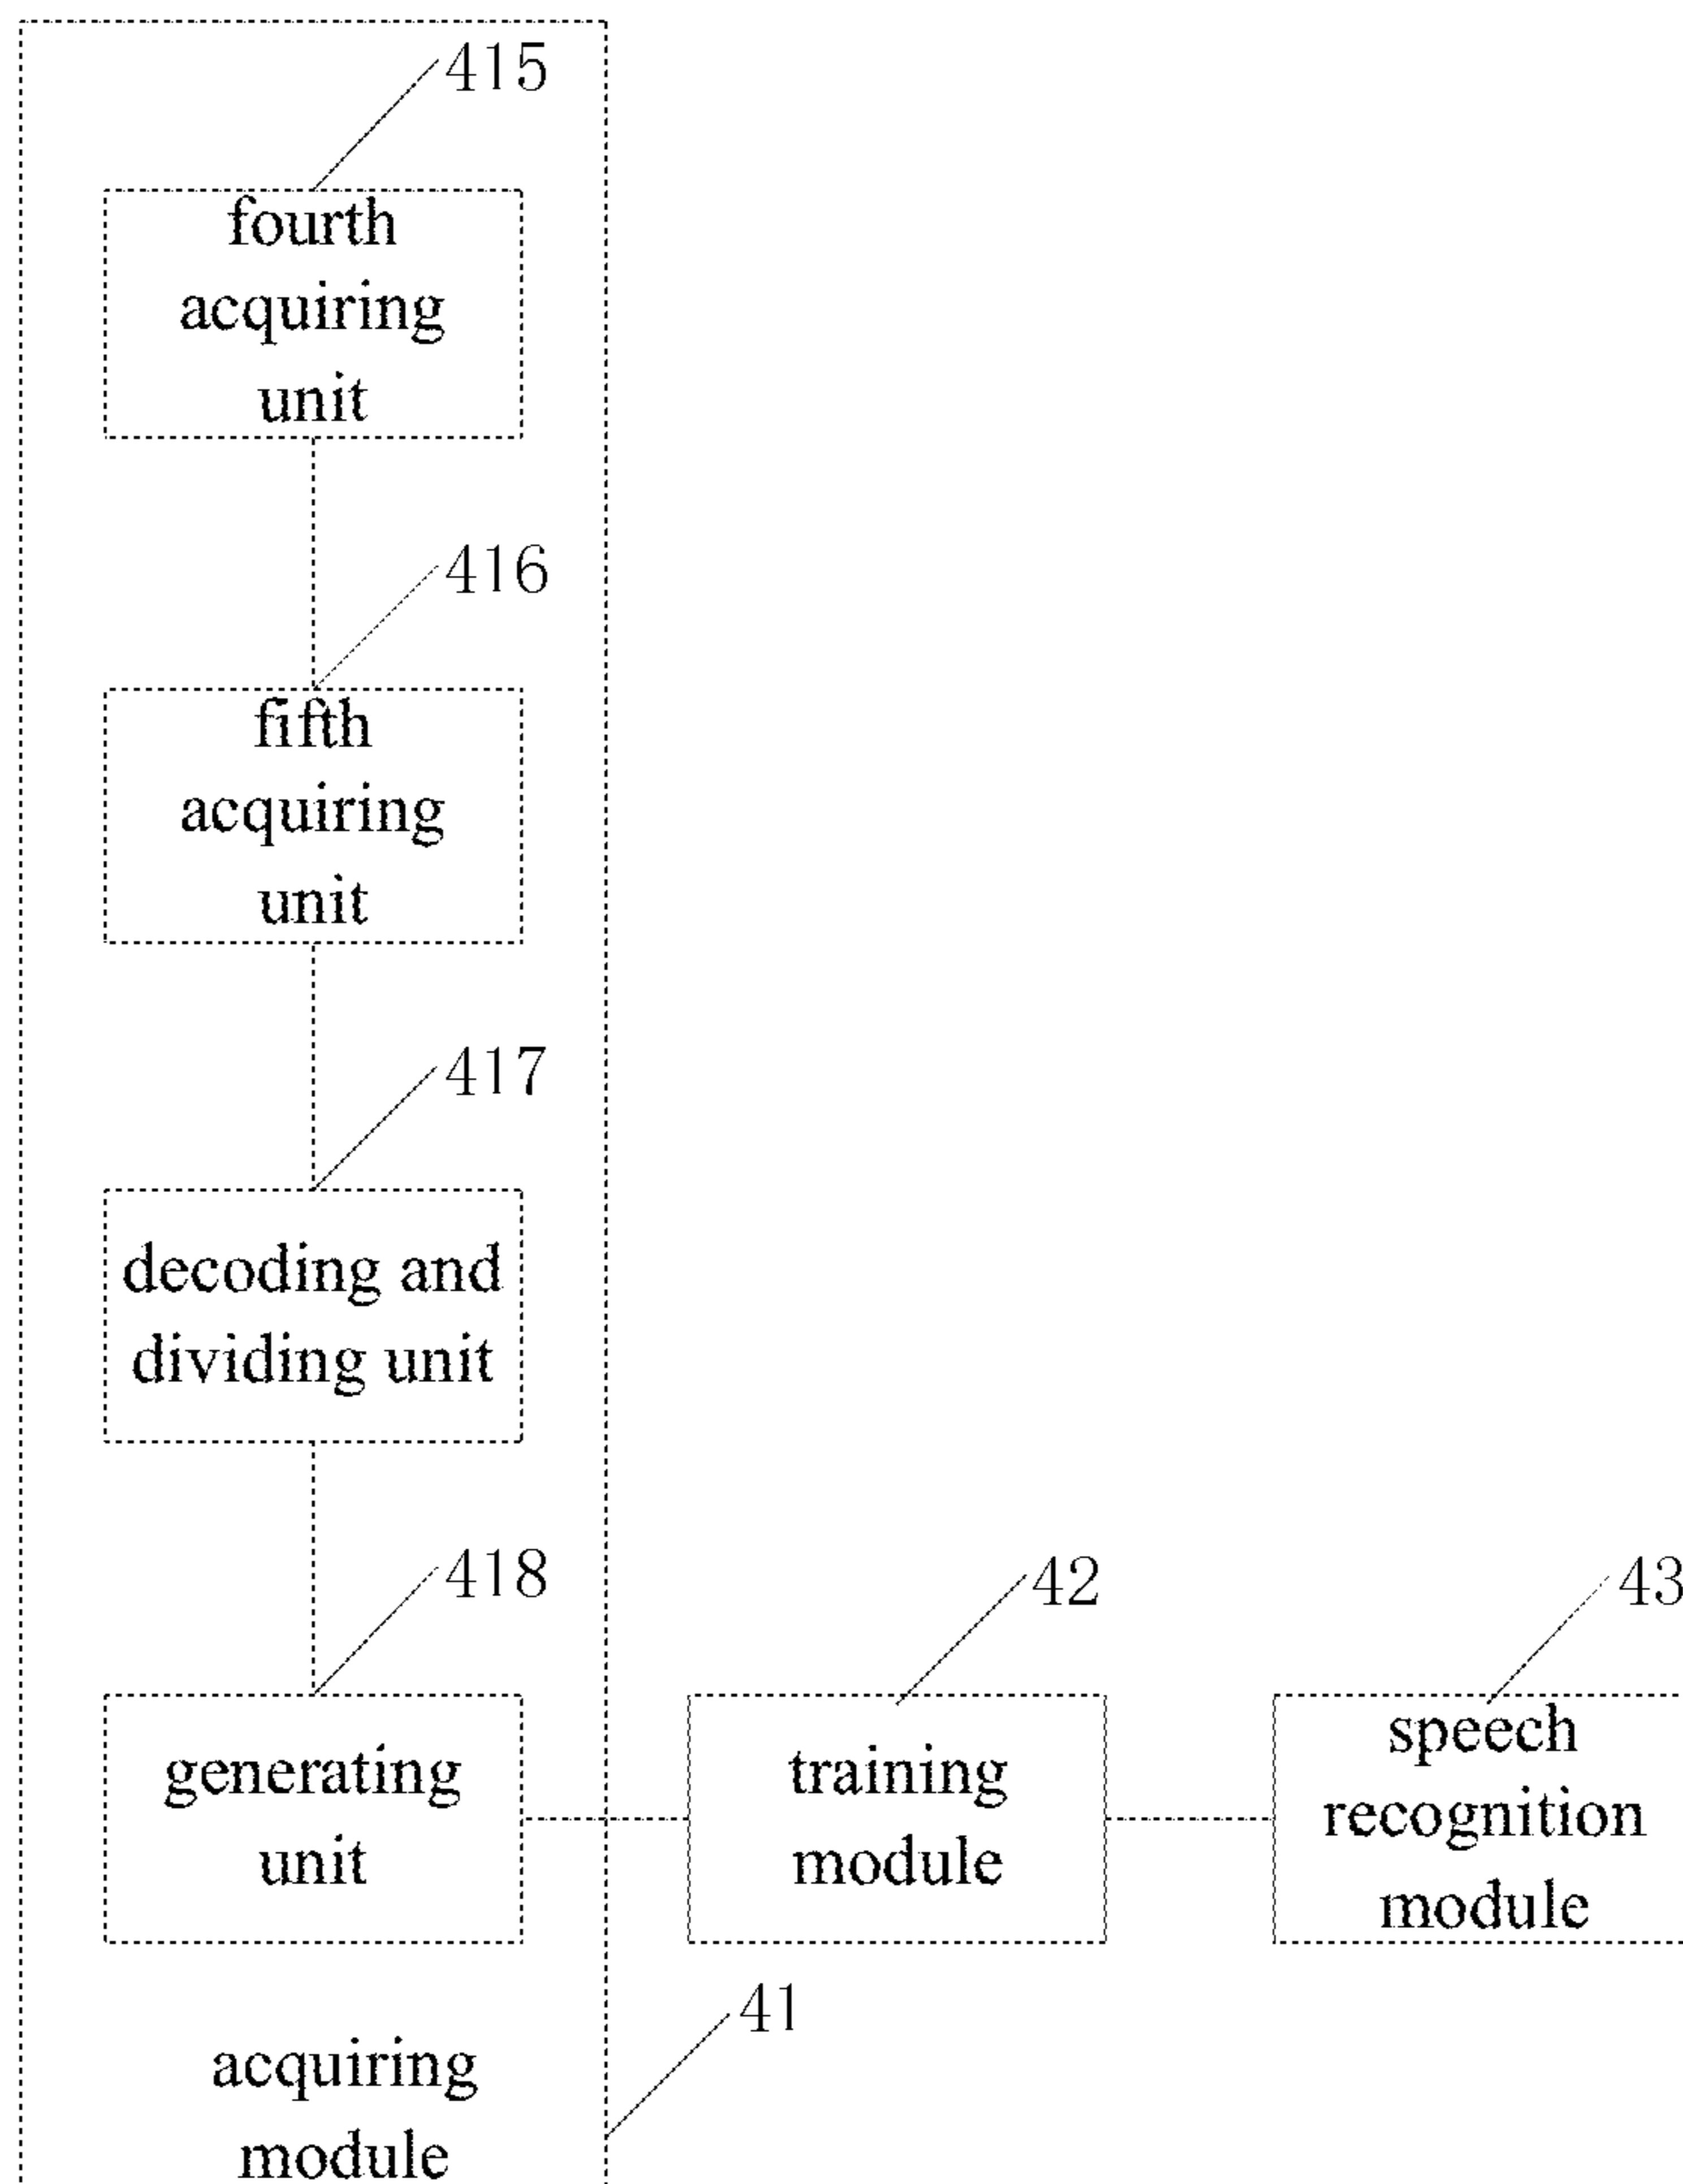 415
fourth
acquiring
unit
416
fifth
acquiring
unit
417
decoding and
dividing unit
418
generating
unit
42
training
module
43
speech
recognition
module
41
acquiring
module